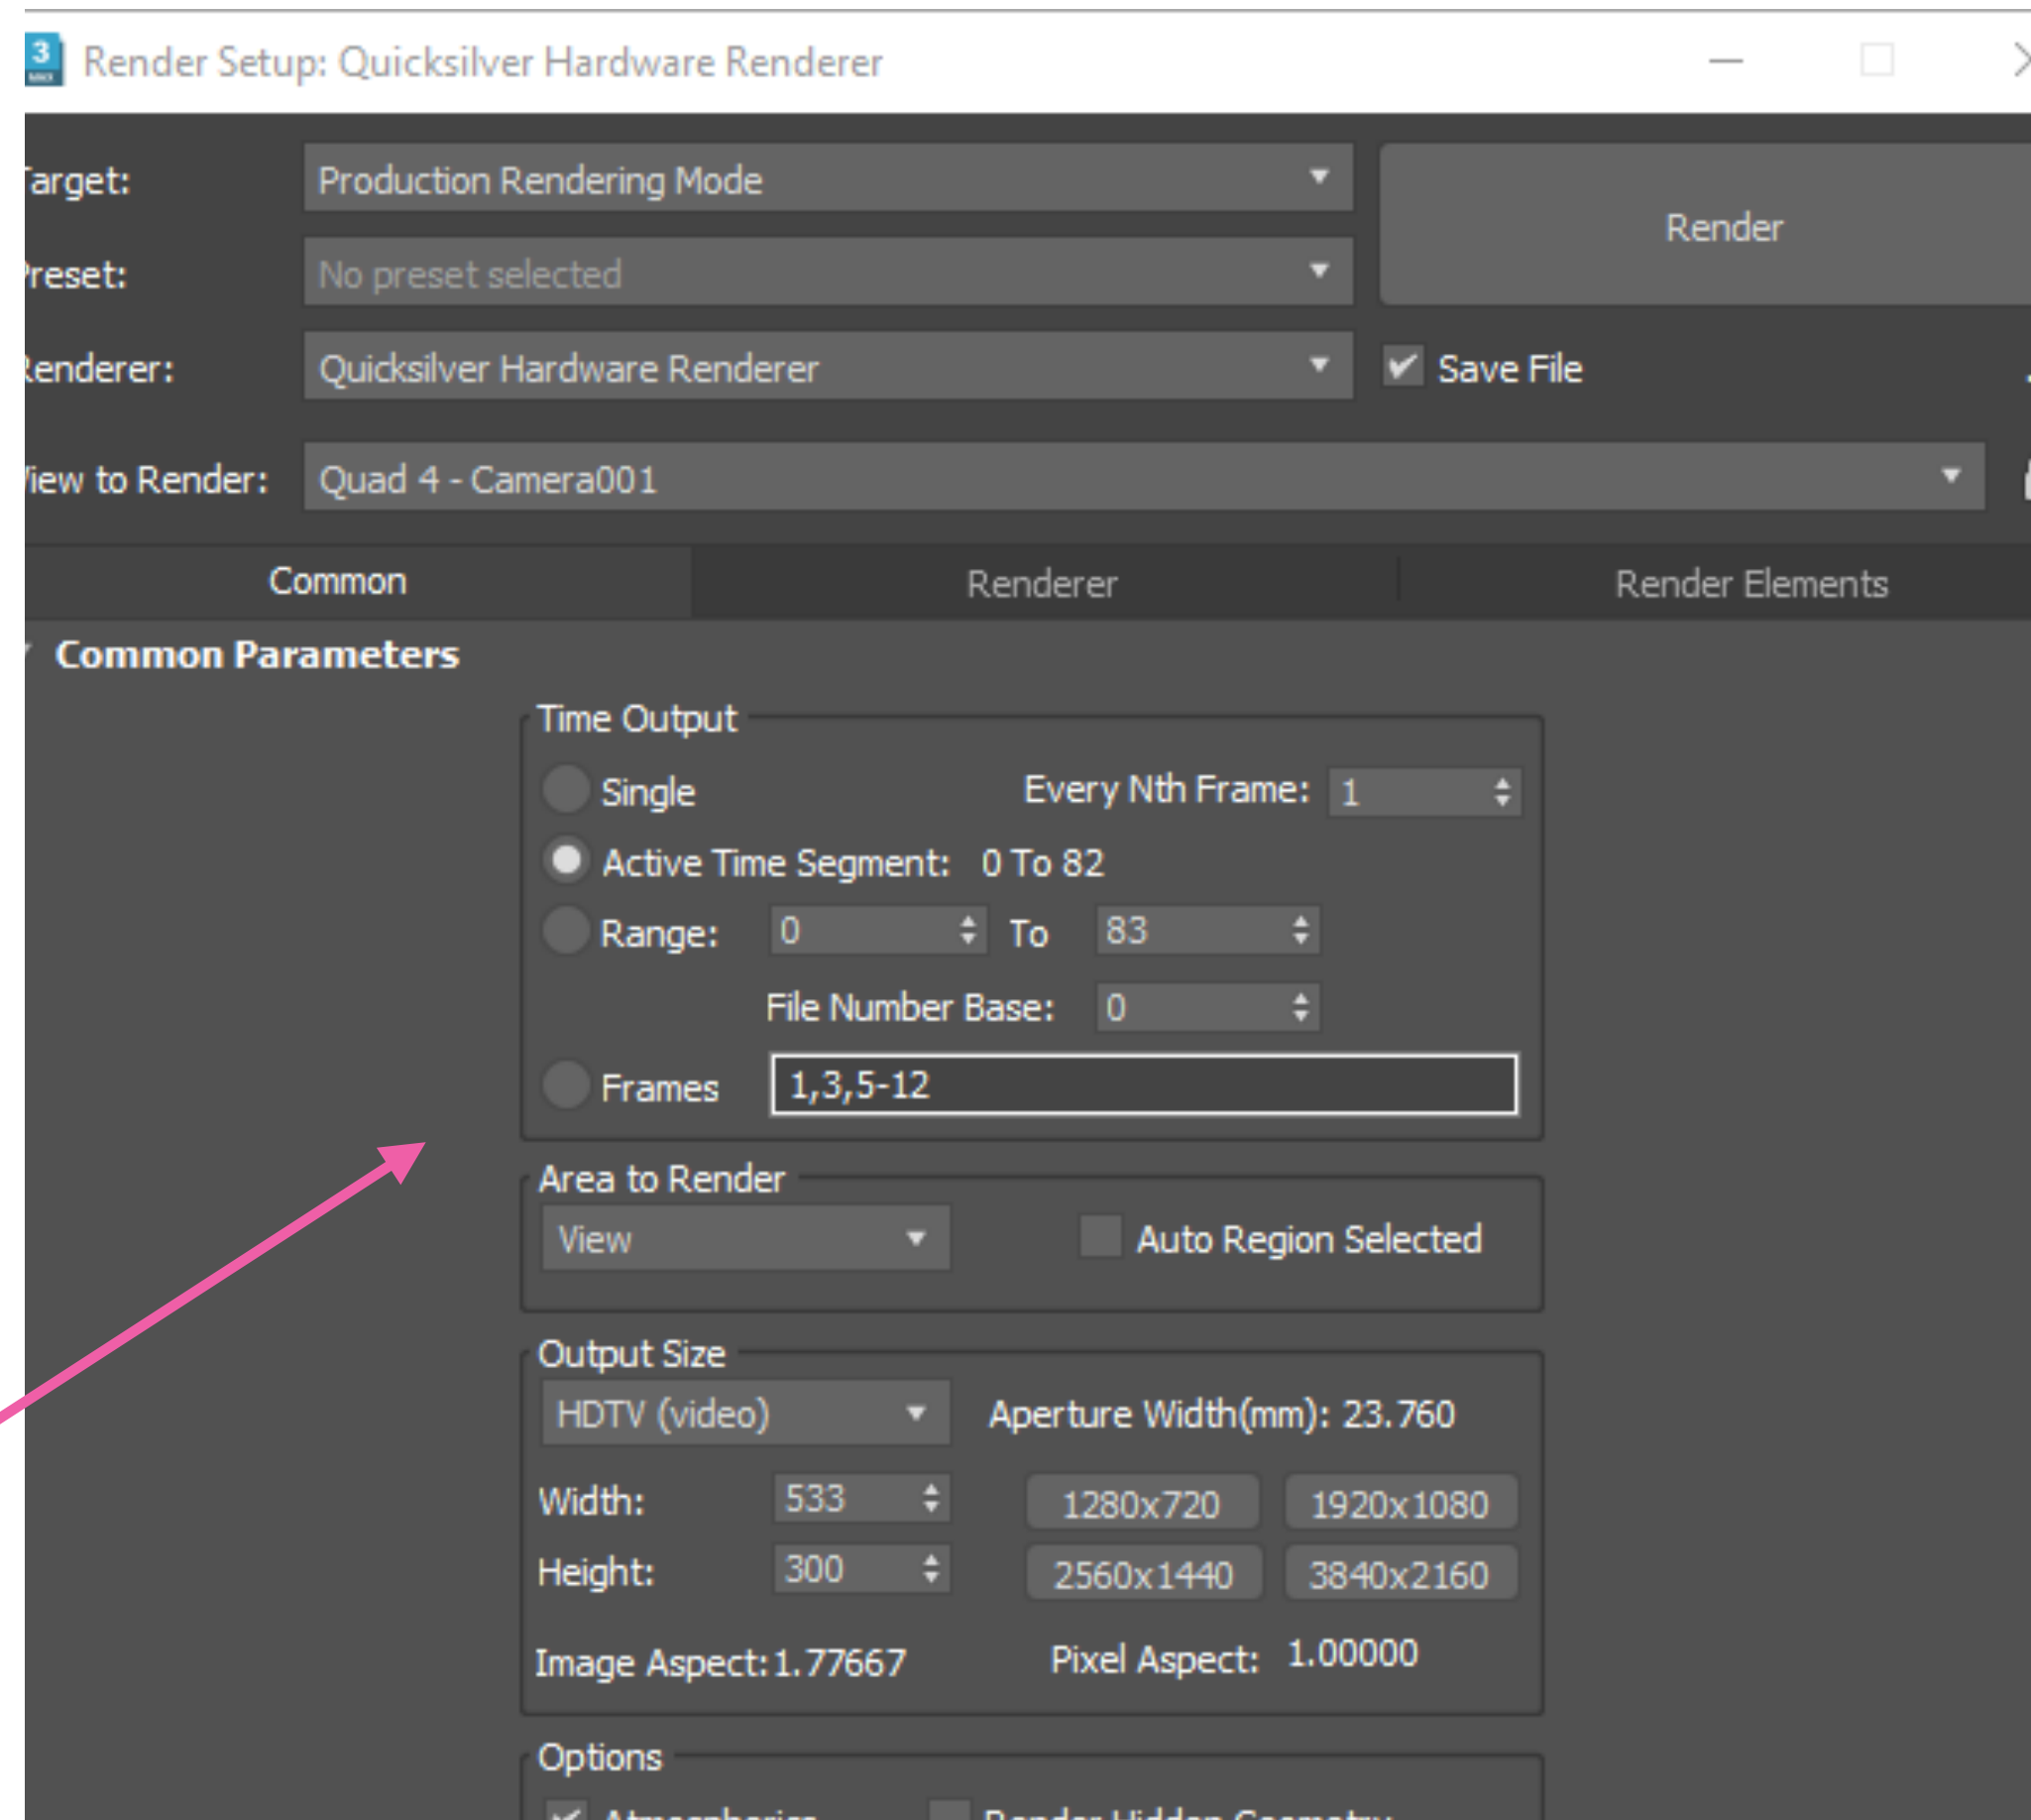 Render Setup: Quicksilver Hardware Renderer
arget: Production Rendering Mode
Render
reset: No preset selected
enderer: Quicksilver Hardware Renderer Save File
iew to Render: Quad 4 - Camera001
Common Renderer Render Elements
Common Parameters
Time Output
Single Every Nth Frame: 1
Active Time Segment: 0 To 82
Range: 0 To 83
File Number Base: 0
Frames 1,3,5-12
Area to Render
View Auto Region Selected
Output Size
HDTV (video) Aperture Width(mm): 23.760
Width: 533 1280x720 1920x1080
Height: 300 2560x1440 3840x2160
Image Aspect:1.77667 Pixel Aspect: 1.00000
Options
Atmospherics Render Hidden Geometry